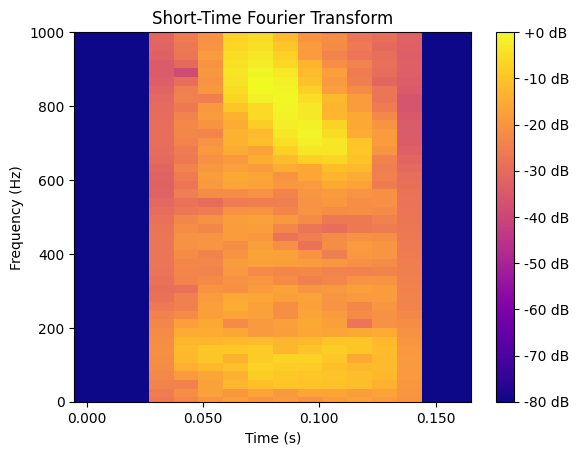 Short-Time Fourier Transform
1000
800
600
400
200
0
Frequency (Hz)
0.000
0.050
0.100
0.150
Time (s)
+0 dB
-10 dB
-20 dB
-30 dB
-40 dB
-50 dB
-60 dB
-70 dB
-80 dB